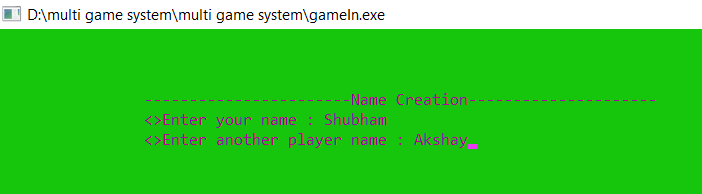 D:\multi game system\multi game system\gameIn.exe
-----------------------Name Creation---------------------
<>Enter your name : Shubham
<>Enter another player name : Akshay